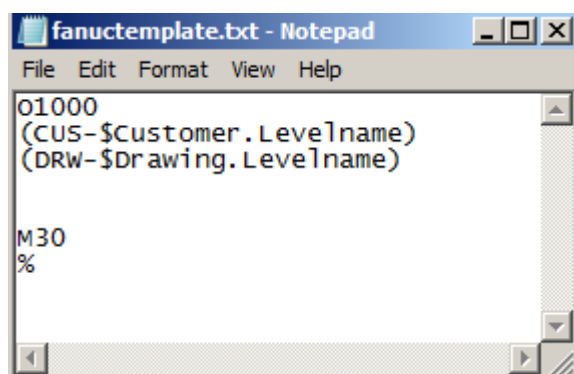 fanuctemplate.txt - Notepad
File Edit Format View Help
O1000
(CUS-$Customer.Levelname)
(DRW-$Drawing.Levelname)
M30
%